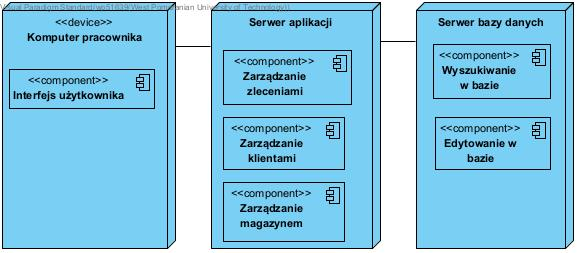 Visual Paradigm Standard(wp51639(West Pomeranian University of Technology))
<<device>>
Komputer pracownika
<<component>>
Interfejs użytkownika
Serwer aplikacji
<<component>>
Zarządzanie
zleceniami
<<component>>
Zarządzanie
klientami
<<component>>
Zarządzanie
magazynem
Serwer bazy danych
<<component>>
Wyszukiwanie
w bazie
<<component>>
Edytowanie w
bazie